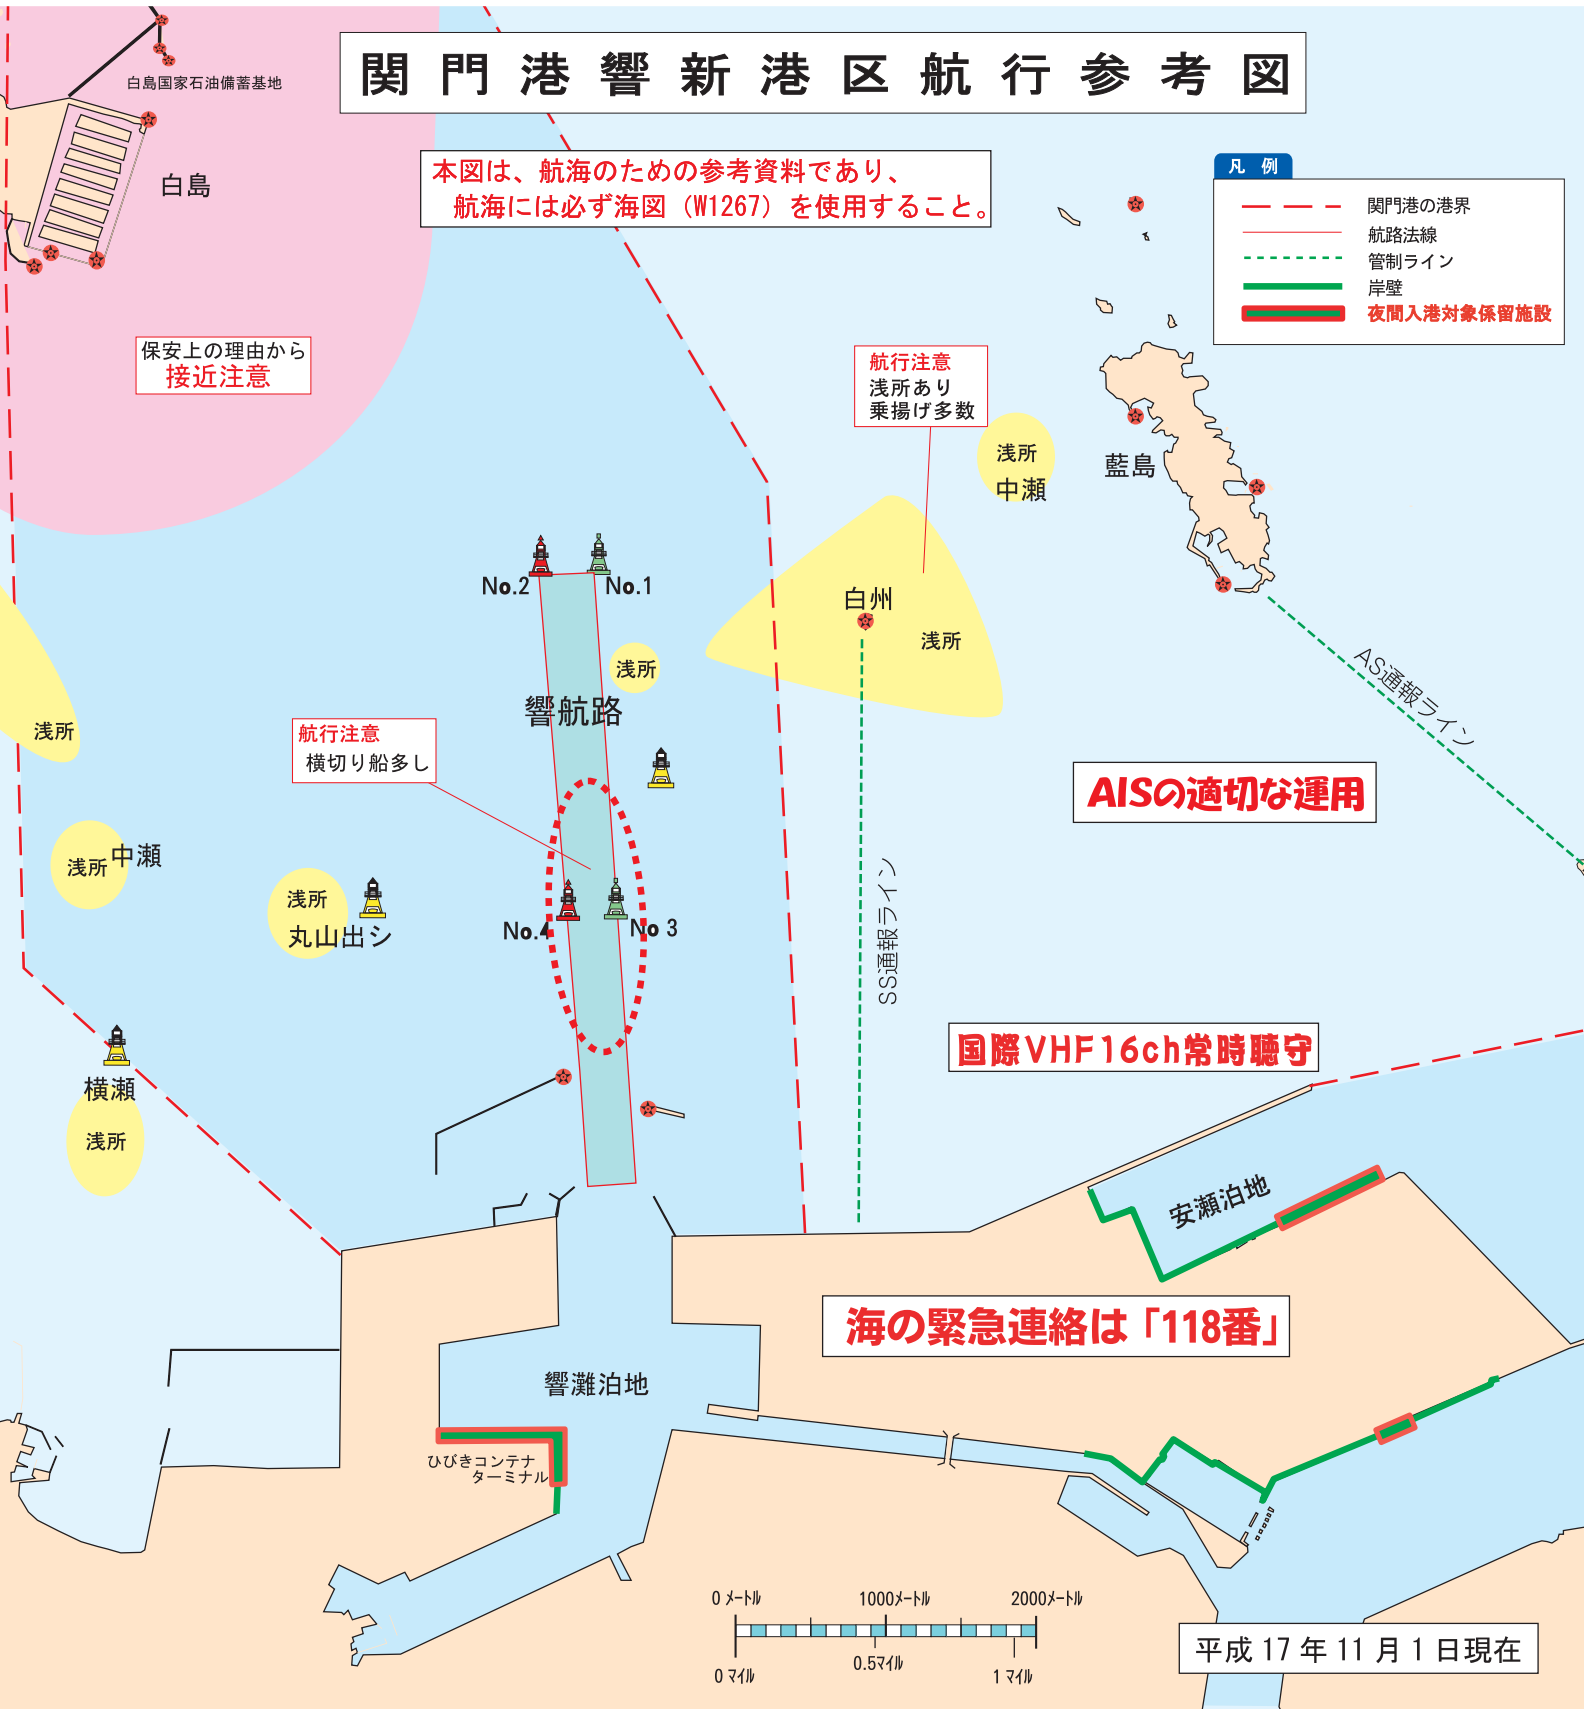 関門港響新港区航行参考図
白島国家石油備蓄基地
白島
本図は、航海のための参考資料であり、
航海には必ず海図（W1267）を使用すること。
凡 例
関門港の港界
航路法線
管制ライン
岸壁
夜間入港対象係留施設
保安上の理由から
接近注意
航行注意
浅所あり
乗揚げ多数
浅所
中瀬
藍島
No.2
No.1
白州
浅所
浅所
響航路
AS通報ライン
浅所
航行注意
横切り船多し
AISの適切な運用
浅所
中瀬
浅所
丸山出シ
No.4
No 3
SS通報ライン
国際VHF16ch常時聴守
横瀬
浅所
安瀬泊地
海の緊急連絡は「118番」
響灘泊地
ひびきコンテナ
ターミナル
0 メートル 1000メートル 2000メートル
0 マイル 0.5マイル 1 マイル
平成 17 年 11 月 1 日現在